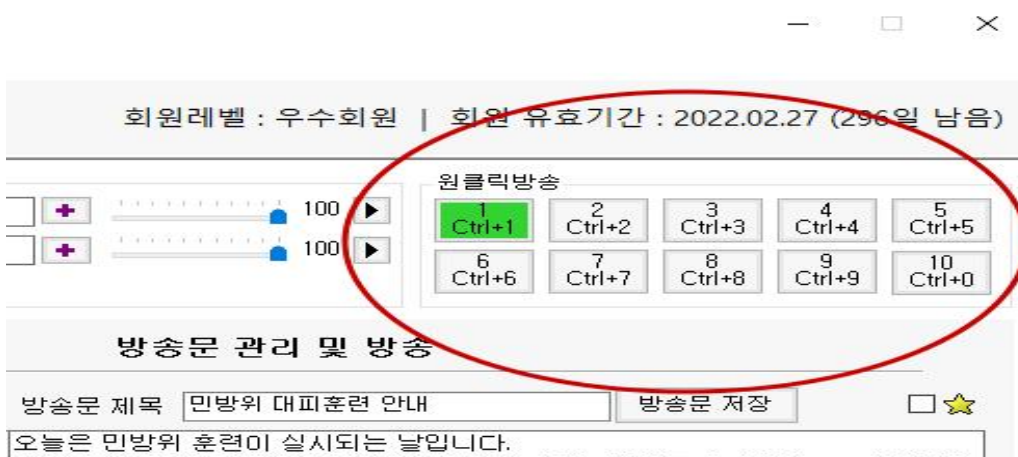 회원레벨 : 우수회원 | 회원 유효기간 : 2022.02.27 (296일 남음)
원클릭방송
100
1 2 3 4 5
Ctrl+1 Ctrl+2 Ctrl+3 Ctrl+4 Ctrl+5
100
6 7 8 9 10
Ctrl+6 Ctrl+7 Ctrl+8 Ctrl+9 Ctrl+0
방송문 관리 및 방송
방송문 제목 민방위 대피훈련 안내 방송문 저장
오늘은 민방위 훈련이 실시되는 날입니다.